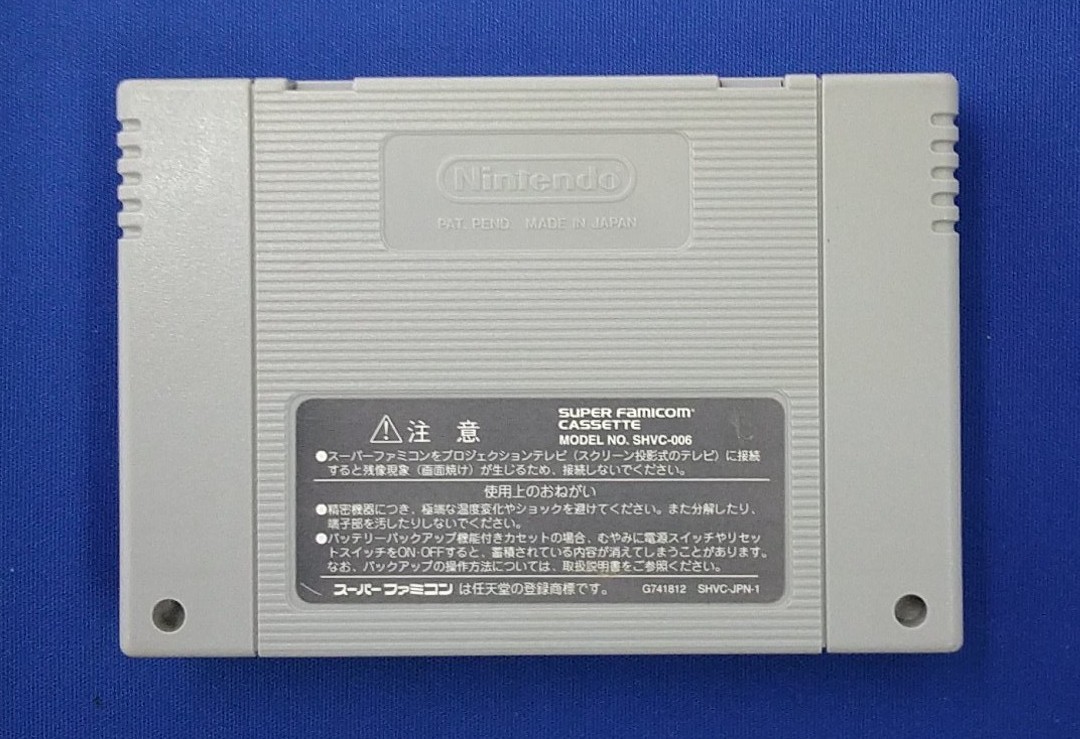 Nintendo
PAT. PEND MADE IN JAPAN
注意
SUPER FAMICOM
CASSETTE
MODEL NO. SHVC-006
●スーパーファミコンをプロジェクションテレビ（スクリーン投影式のテレビ）に接続
すると残像現象（画面焼け）が生じるため、接続しないでください。
使用上のおねがい
●精密機器につき、極端な温度変化やショックを避けてください。また分解したり、
端子部を汚したりしないでください。
●バッテリーバックアップ機能付きカセットの場合、むやみに電源スイッチやリセッ
トスイッチをON・OFFすると、蓄積されている内容が消えてしまうことがあります。
なお、バックアップの操作方法については、取扱説明書をご参照ください。
スーパーファミコンは任天堂の登録商標です。 G741812 SHVC-JPN-1